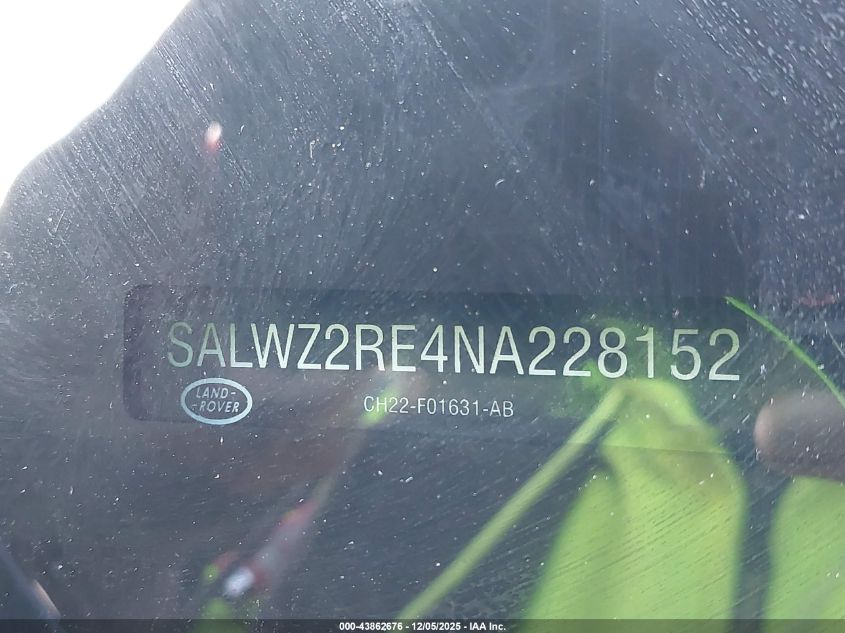 SALWZ2RE4NA228152
LAND-
-ROVER
CH22-F01631-AB
000-43862676 - 12/05/2025 - IAA Inc.